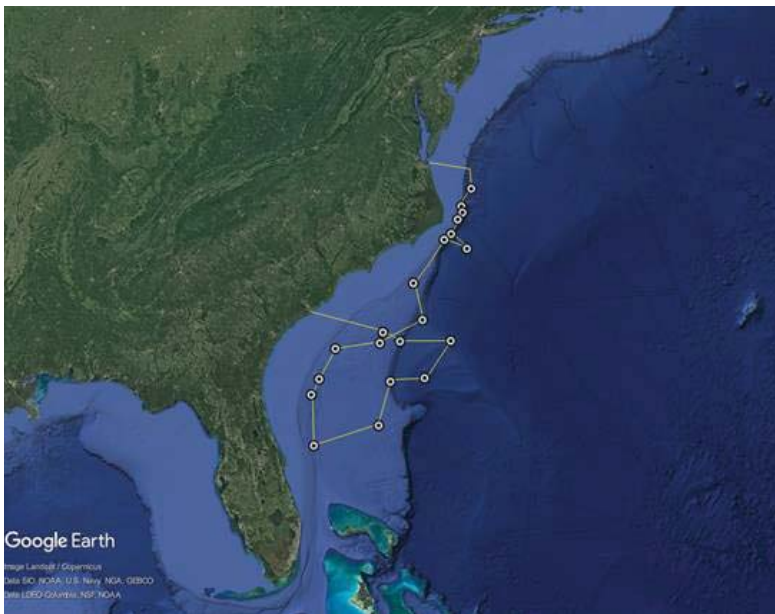 Google Earth
Image Landsat / Copernicus
Data SIO, NOAA, U.S. Navy, NGA, GEBCO
Data LDEO-Columbia, NSF, NOAA